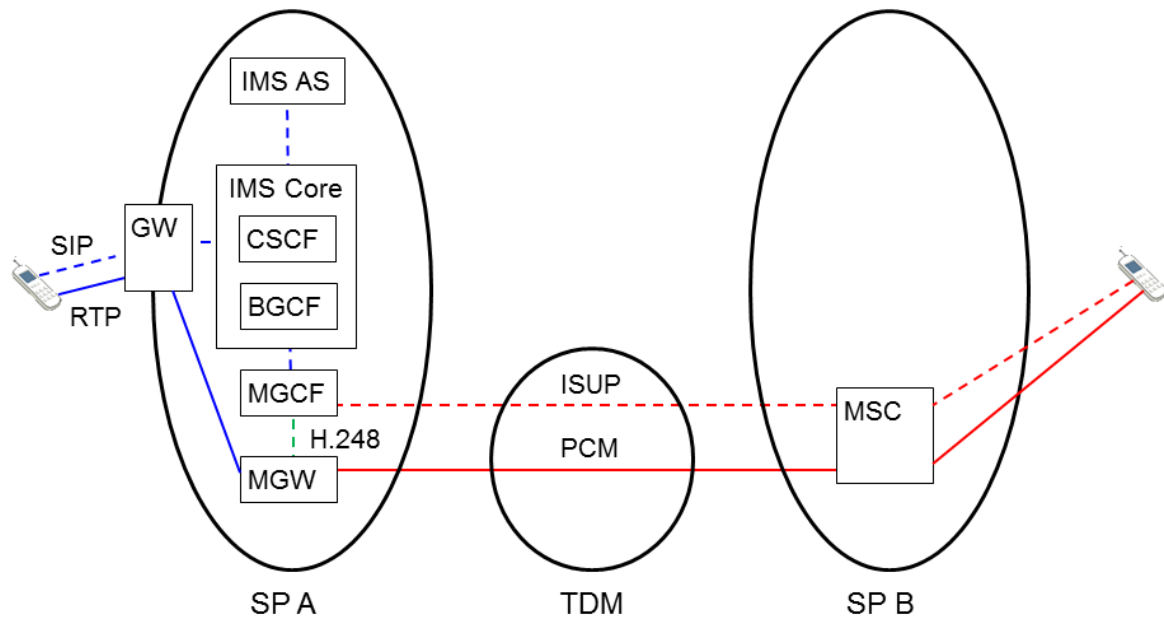 IMS AS
IMS Core
GW
CSCF
SIP
BGCF
RTP
MGCF
ISUP
MSC
H.248
PCM
MGW
SP A
TDM
SP B